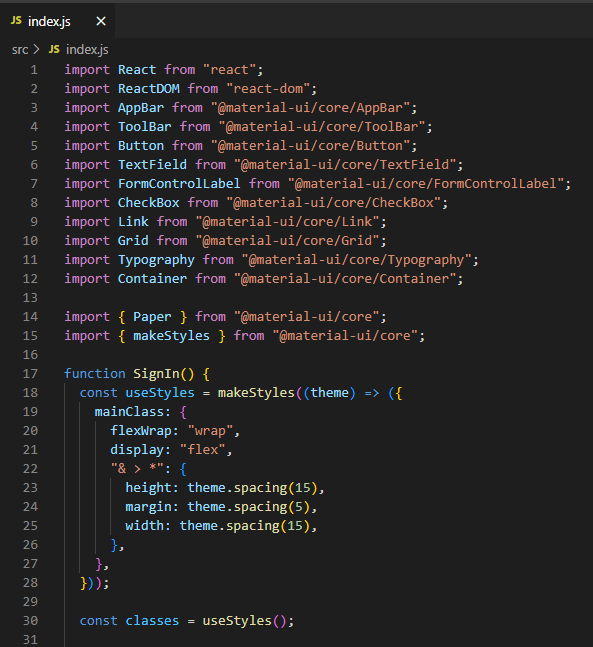 JS index.js ×
src > JS index.js
1 import React from "react";
2 import ReactDOM from "react-dom";
3 import AppBar from "@material-ui/core/AppBar";
4 import ToolBar from "@material-ui/core/ToolBar";
5 import Button from "@material-ui/core/Button";
6 import TextField from "@material-ui/core/TextField";
7 import FormControlLabel from "@material-ui/core/FormControlLabel";
8 import CheckBox from "@material-ui/core/CheckBox";
9 import Link from "@material-ui/core/Link";
10 import Grid from "@material-ui/core/Grid";
11 import Typography from "@material-ui/core/Typography";
12 import Container from "@material-ui/core/Container";
13
14 import { Paper } from "@material-ui/core";
15 import { makeStyles } from "@material-ui/core";
16
17 function SignIn() {
18   const useStyles = makeStyles((theme) => ({
19     mainClass: {
20       flexWrap: "wrap",
21       display: "flex",
22       "& > *": {
23         height: theme.spacing(15),
24         margin: theme.spacing(5),
25         width: theme.spacing(15),
26       },
27     },
28   }));
29
30   const classes = useStyles();
31